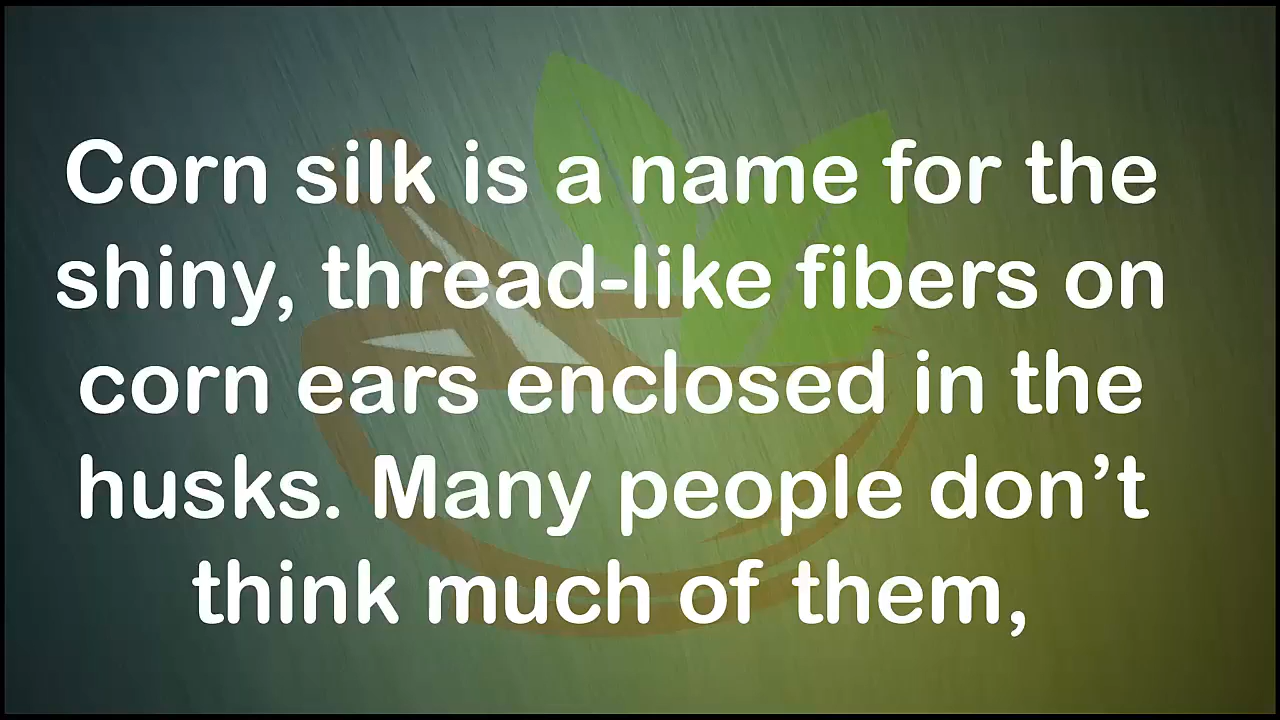 Corn silk is a name for the
shiny, thread-like fibers on
corn ears enclosed in the
husks. Many people don’t
think much of them,